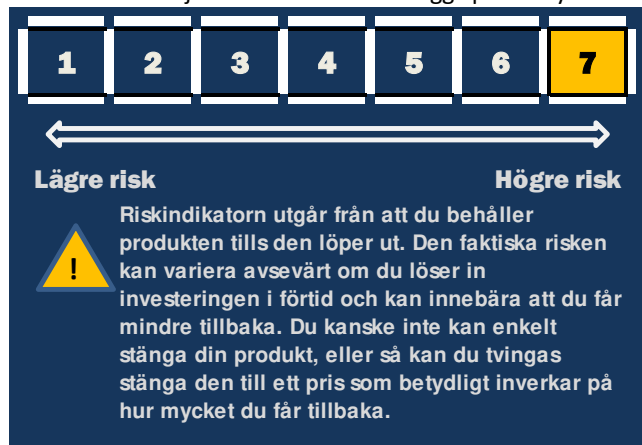 1 2 3 4 5 6 7
Lägre risk Högre risk
Riskindikatorn utgår från att du behåller
produkten tills den löper ut. Den faktiska risken
! kan variera avsevärt om du löser in
investeringen i förtid och kan innebära att du får
mindre tillbaka. Du kanske inte kan enkelt
stänga din produkt, eller så kan du tvingas
stänga den till ett pris som betydligt inverkar på
hur mycket du får tillbaka.